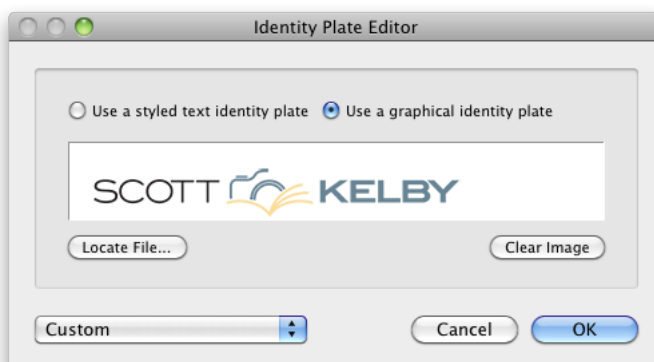 Identity Plate Editor
Use a styled text identity plate Use a graphical identity plate
SCOTT KELBY
Locate File... Clear Image
Custom Cancel OK